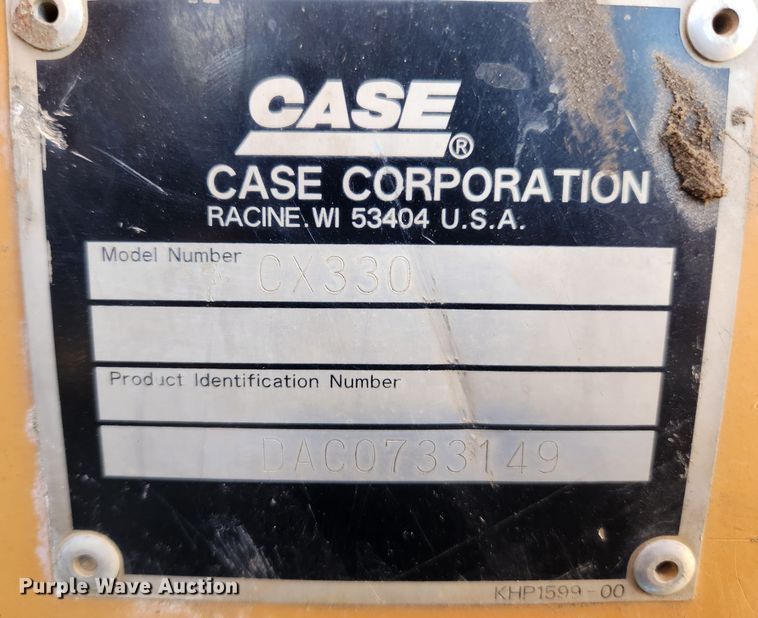 CASE
®
CASE CORPORATION
RACINE. WI 53404 U.S.A.
Model Number CX330
Product Identification Number
DAC0733149
KHP1599-00
Purple Wave Auction